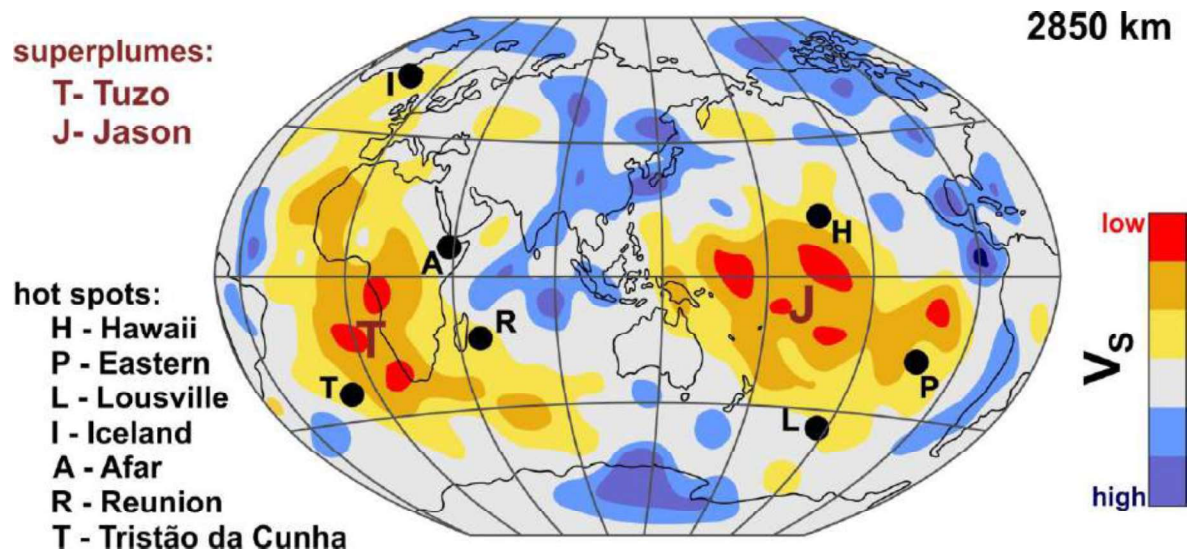 2850 km
superplumes:
T- Tuzo
J- Jason
hot spots:
H - Hawaii
P - Eastern
L - Lousville
I - Iceland
A - Afar
R - Reunion
T - Tristão da Cunha
I
A
R
T
T
H
J
P
L
low
Vs
high